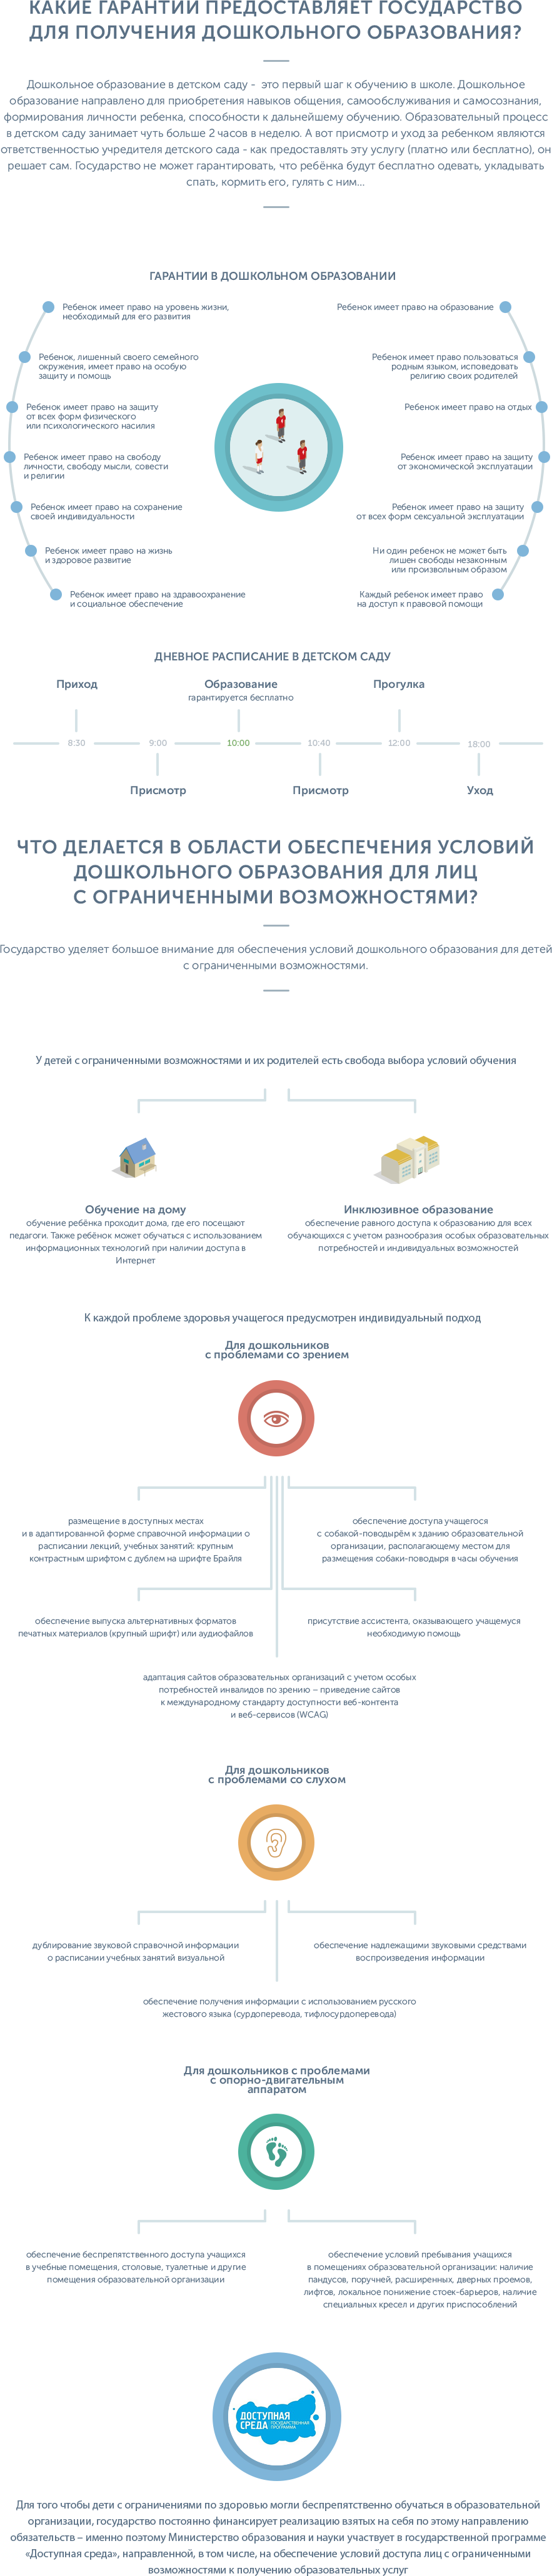 КАКИЕ ГАРАНТИИ ПРЕДОСТАВЛЯЕТ ГОСУДАРСТВО
ДЛЯ ПОЛУЧЕНИЯ ДОШКОЛЬНОГО ОБРАЗОВАНИЯ?
Дошкольное образование в детском саду - это первый шаг к обучению в школе. Дошкольное
образование направлено для приобретения навыков общения, самообслуживания и самосознания,
формирования личности ребенка, способности к дальнейшему обучению. Образовательный процесс
в детском саду занимает чуть больше 2 часов в неделю. А вот присмотр и уход за ребенком являются
ответственностью учредителя детского сада - как предоставлять эту услугу (платно или бесплатно), он
решает сам. Государство не может гарантировать, что ребёнка будут бесплатно одевать, укладывать
спать, кормить его, гулять с ним...
ГАРАНТИИ В ДОШКОЛЬНОМ ОБРАЗОВАНИИ
Ребенок имеет право на уровень жизни,
необходимый для его развития
Ребенок, лишенный своего семейного
окружения, имеет право на особую
защиту и помощь
Ребенок имеет право на защиту
от всех форм физического
или психологического насилия
Ребенок имеет право на свободу
личности, свободу мысли, совести
и религии
Ребенок имеет право на сохранение
своей индивидуальности
Ребенок имеет право на жизнь
и здоровое развитие
Ребенок имеет право на здравоохранение
и социальное обеспечение
Ребенок имеет право на образование
Ребенок имеет право пользоваться
родным языком, исповедовать
религию своих родителей
Ребенок имеет право на отдых
Ребенок имеет право на защиту
от экономической эксплуатации
Ребенок имеет право на защиту
от всех форм сексуальной эксплуатации
Ни один ребенок не может быть
лишен свободы незаконным
или произвольным образом
Каждый ребенок имеет право
на доступ к правовой помощи
ДНЕВНОЕ РАСПИСАНИЕ В ДЕТСКОМ САДУ
Приход
Образование
гарантируется бесплатно
Прогулка
8:30
9:00
10:00
10:40
12:00
18:00
Присмотр
Присмотр
Уход
ЧТО ДЕЛАЕТСЯ В ОБЛАСТИ ОБЕСПЕЧЕНИЯ УСЛОВИЙ
ДОШКОЛЬНОГО ОБРАЗОВАНИЯ ДЛЯ ЛИЦ
С ОГРАНИЧЕННЫМИ ВОЗМОЖНОСТЯМИ?
Государство уделяет большое внимание для обеспечения условий дошкольного образования для детей
с ограниченными возможностями.
У детей с ограниченными возможностями и их родителей есть свобода выбора условий обучения
Обучение на дому
обучение ребёнка проходит дома, где его посещают
педагоги. Также ребёнок может обучаться с использованием
информационных технологий при наличии доступа в
Интернет
Инклюзивное образование
обеспечение равного доступа к образованию для всех
обучающихся с учетом разнообразия особых образовательных
потребностей и индивидуальных возможностей
К каждой проблеме здоровья учащегося предусмотрен индивидуальный подход
Для дошкольников
с проблемами со зрением
размещение в доступных местах
и в адаптированной форме справочной информации о
расписании лекций, учебных занятий: крупным
контрастным шрифтом с дублем на шрифте Брайля
обеспечение доступа учащегося
с собакой-поводырём к зданию образовательной
организации, располагающему местом для
размещения собаки-поводыря в часы обучения
обеспечение выпуска альтернативных форматов
печатных материалов (крупный шрифт) или аудиофайлов
присутствие ассистента, оказывающего учащемуся
необходимую помощь
адаптация сайтов образовательных организаций с учетом особых
потребностей инвалидов по зрению – приведение сайтов
к международному стандарту доступности веб-контента
и веб-сервисов (WCAG)
Для дошкольников
с проблемами со слухом
дублирование звуковой справочной информации
о расписании учебных занятий визуальной
обеспечение надлежащими звуковыми средствами
воспроизведения информации
обеспечение получения информации с использованием русского
жестового языка (сурдоперевода, тифлосурдоперевода)
Для дошкольников с проблемами
с опорно-двигательным
аппаратом
обеспечение беспрепятственного доступа учащихся
в учебные помещения, столовые, туалетные и другие
помещения образовательной организации
обеспечение условий пребывания учащихся
в помещениях образовательной организации: наличие
пандусов, поручней, расширенных, дверных проемов,
лифтов, локальное понижение стоек-барьеров, наличие
специальных кресел и других приспособлений
ДОСТУПНАЯ
СРЕДА ГОСУДАРСТВЕННАЯ
ПРОГРАММА
Для того чтобы дети с ограничениями по здоровью могли беспрепятственно обучаться в образовательной
организации, государство постоянно финансирует реализацию взятых на себя по этому направлению
обязательств – именно поэтому Министерство образования и науки участвует в государственной программе
«Доступная среда», направленной, в том числе, на обеспечение условий доступа лиц с ограниченными
возможностями к получению образовательных услуг